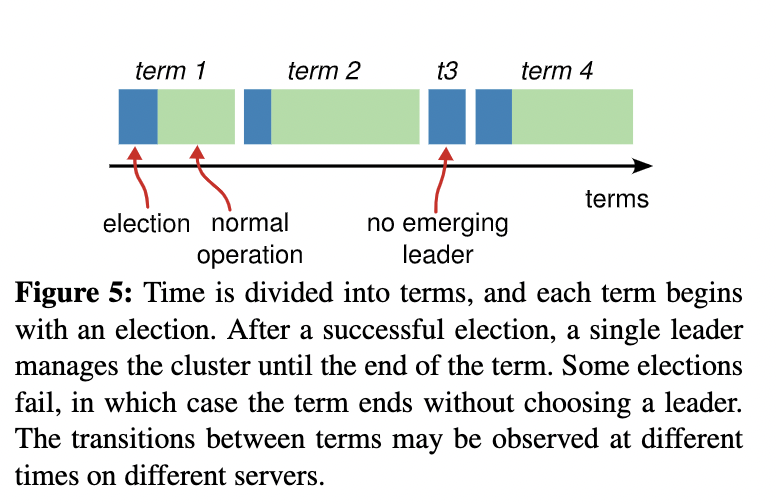 term 1 term 2 t3 term 4
terms
election normal operation no emerging leader
Figure 5: Time is divided into terms, and each term begins
with an election. After a successful election, a single leader
manages the cluster until the end of the term. Some elections
fail, in which case the term ends without choosing a leader.
The transitions between terms may be observed at different
times on different servers.